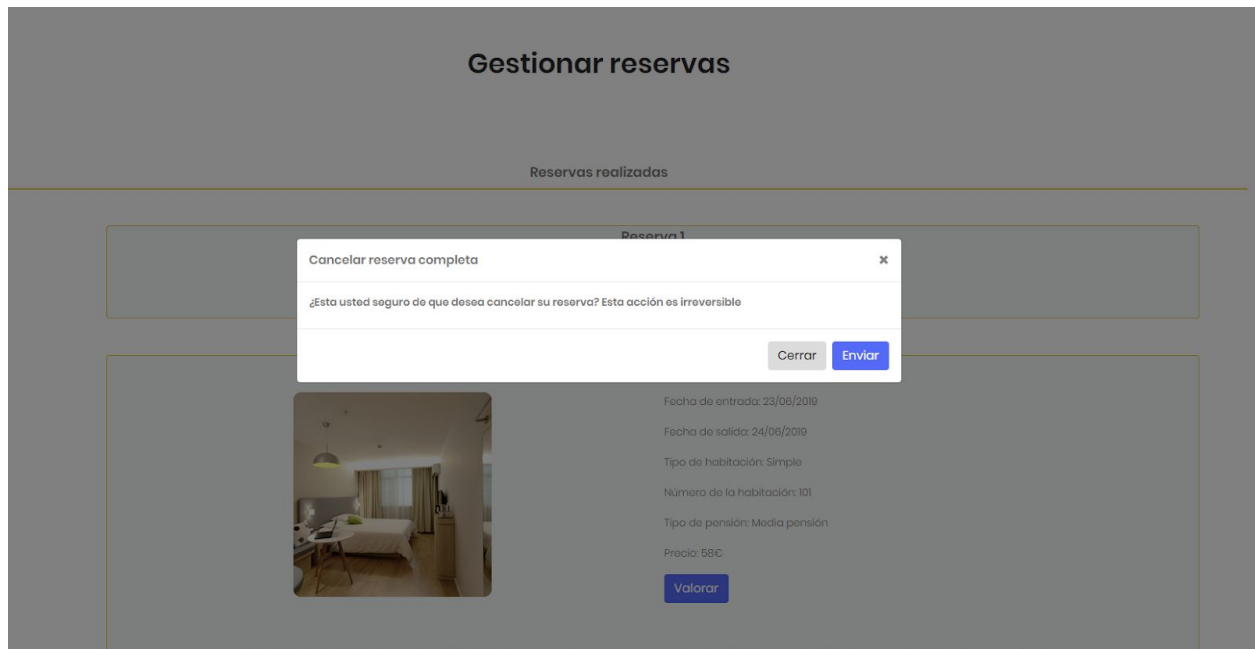 Gestionar reservas
Reservas realizadas
Reserva 1
Cancelar reserva completa ✖
¿Esta usted seguro de que desea cancelar su reserva? Esta acción es irreversible
Cerrar Enviar
Fecha de entrada: 23/06/2019
Fecha de salida: 24/06/2019
Tipo de habitación: Simple
Número de la habitación: 101
Tipo de pensión: Media pensión
Precio: 58€
Valorar